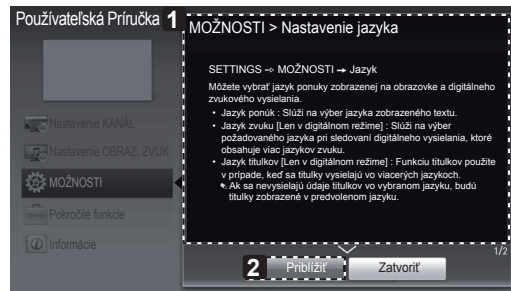 Používateľská Príručka
1
MOŽNOSTI > Nastavenie jazyka
SETTINGS ⇨ MOŽNOSTI → Jazyk
Môžete vybrať jazyk ponuky zobrazenej na obrazovke a digitálneho
zvukového vysielania.
• Jazyk ponúk : Slúži na výber jazyka zobrazeného textu.
• Jazyk zvuku [Len v digitálnom režime] : Slúži na výber
požadovaného jazyka pri sledovaní digitálneho vysielania, ktoré
obsahuje viac jazykov zvuku.
• Jazyk titulkov [Len v digitálnom režime] : Funkciu titulkov použite
v prípade, keď sa titulky vysielajú vo viacerých jazykoch.
Ak sa nevysielajú údaje titulkov vo vybranom jazyku, budú
titulky zobrazené v predvolenom jazyku.
Nastavenie KANÁL
Nastavenie OBRAZ, ZVUK
MOŽNOSTI
Pokročilé funkcie
Informácie
1/2
2
Priblížiť
Zatvoriť